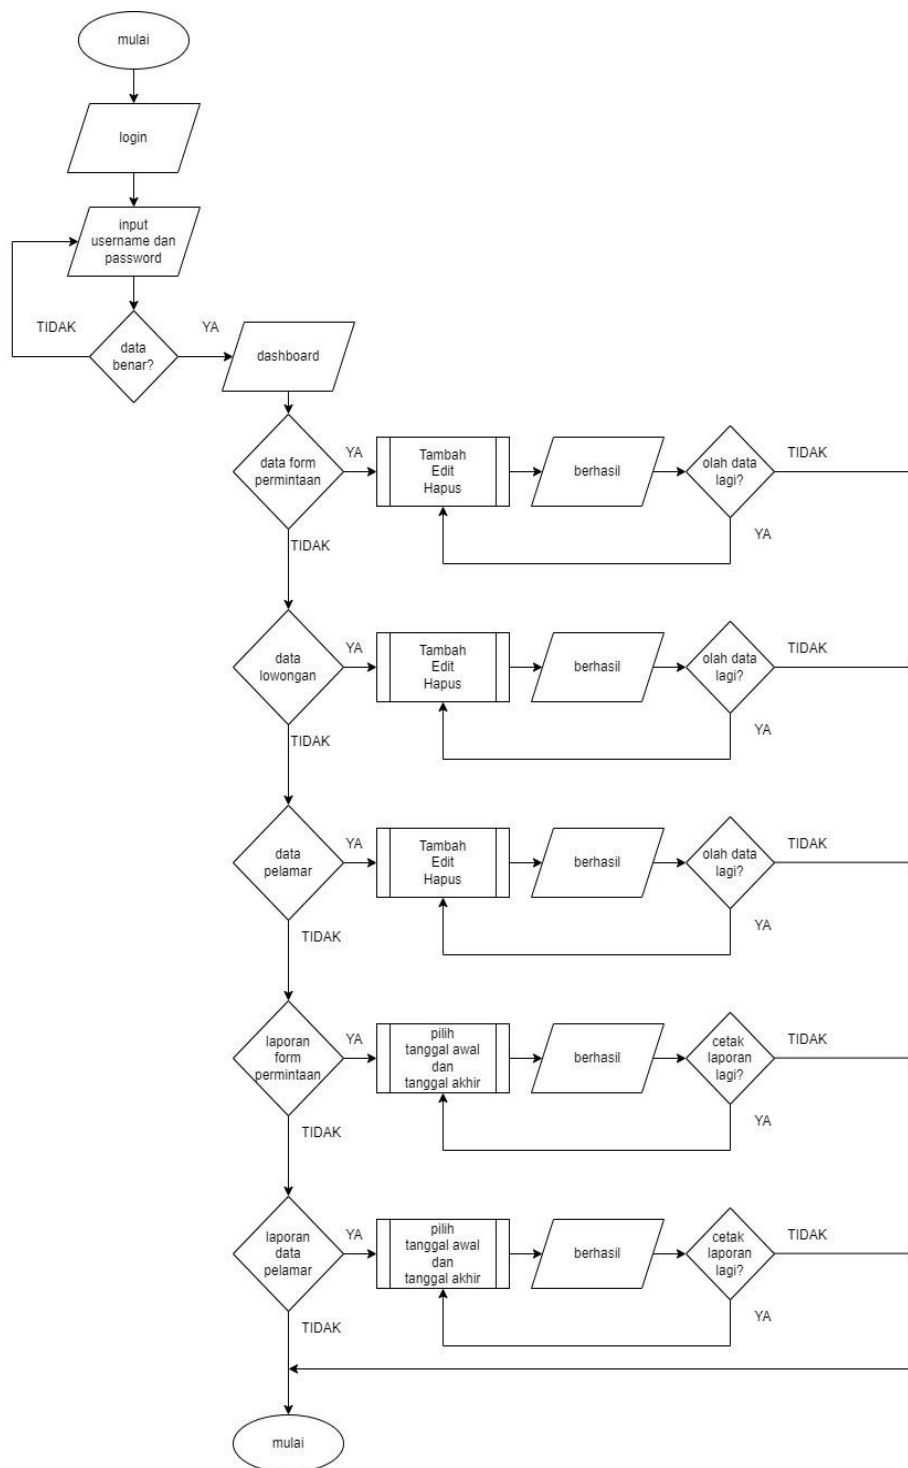 mulai
login
input
username dan
password
TIDAK
YA
data
benar?
dashboard
data form
permintaan
YA
Tambah
Edit
Hapus
berhasil
olah data
lagi?
TIDAK
YA
TIDAK
data
lowongan
YA
Tambah
Edit
Hapus
berhasil
olah data
lagi?
TIDAK
YA
TIDAK
data
pelamar
YA
Tambah
Edit
Hapus
berhasil
olah data
lagi?
TIDAK
YA
TIDAK
laporan
form
permintaan
YA
pilih
tanggal awal
dan
tanggal akhir
berhasil
cetak
laporan
lagi?
TIDAK
YA
TIDAK
laporan
data
pelamar
YA
pilih
tanggal awal
dan
tanggal akhir
berhasil
cetak
laporan
lagi?
TIDAK
YA
TIDAK
mulai